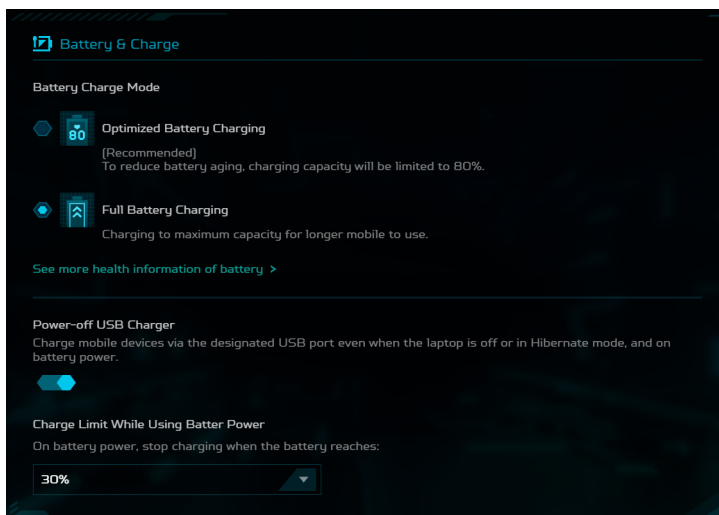 Battery & Charge
Battery Charge Mode
80
Optimized Battery Charging
[Recommended]
To reduce battery aging, charging capacity will be limited to 80%.
Full Battery Charging
Charging to maximum capacity for longer mobile to use.
See more health information of battery >
Power-off USB Charger
Charge mobile devices via the designated USB port even when the laptop is off or in Hibernate mode, and on
battery power.
Charge Limit While Using Batter Power
On battery power, stop charging when the battery reaches:
30%